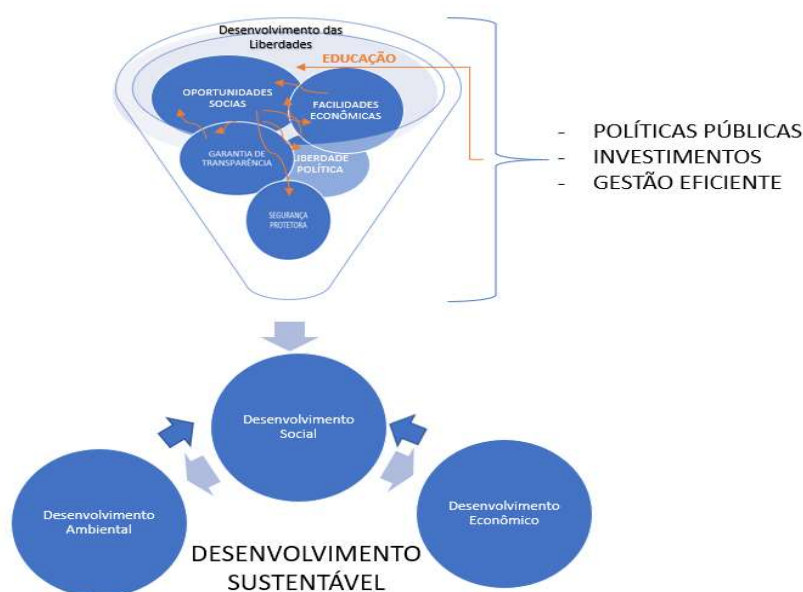 Desenvolvimento das
Liberdades
EDUCAÇÃO
OPORTUNIDADES
SOCIAS
FACILIDADES
ECONÔMICAS
GARANTIA DE
TRANSPARÊNCIA
LIBERDADE
POLÍTICA
SEGURANÇA
PROTETORA
- POLÍTICAS PÚBLICAS
- INVESTIMENTOS
- GESTÃO EFICIENTE
Desenvolvimento
Social
Desenvolvimento
Ambiental
Desenvolvimento
Econômico
DESENVOLVIMENTO
SUSTENTÁVEL